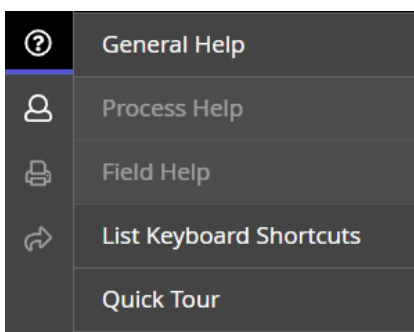 General Help
Process Help
Field Help
List Keyboard Shortcuts
Quick Tour